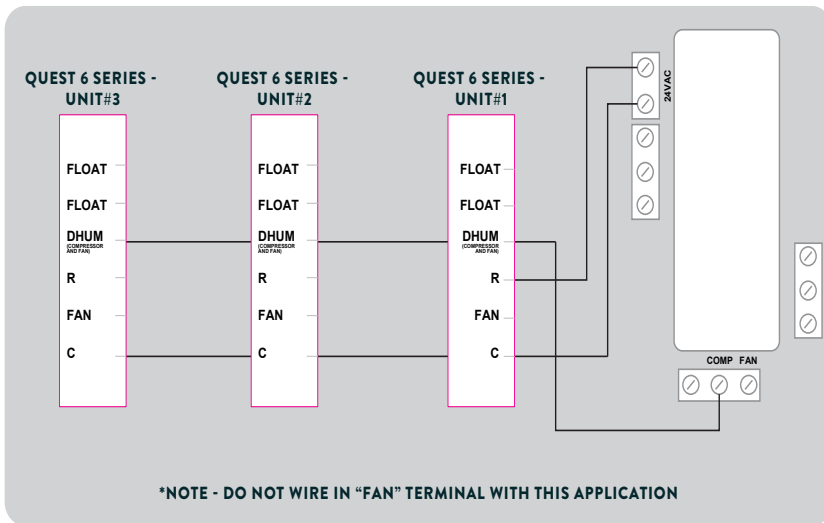 QUEST 6 SERIES -
UNIT#3
QUEST 6 SERIES -
UNIT#2
QUEST 6 SERIES -
UNIT#1
24VAC
FLOAT
FLOAT
DHUM
(COMPRESSOR
AND FAN)
R
FAN
C
FLOAT
FLOAT
DHUM
(COMPRESSOR
AND FAN)
R
FAN
C
FLOAT
FLOAT
DHUM
(COMPRESSOR
AND FAN)
R
FAN
C
COMP FAN
*NOTE - DO NOT WIRE IN “FAN” TERMINAL WITH THIS APPLICATION